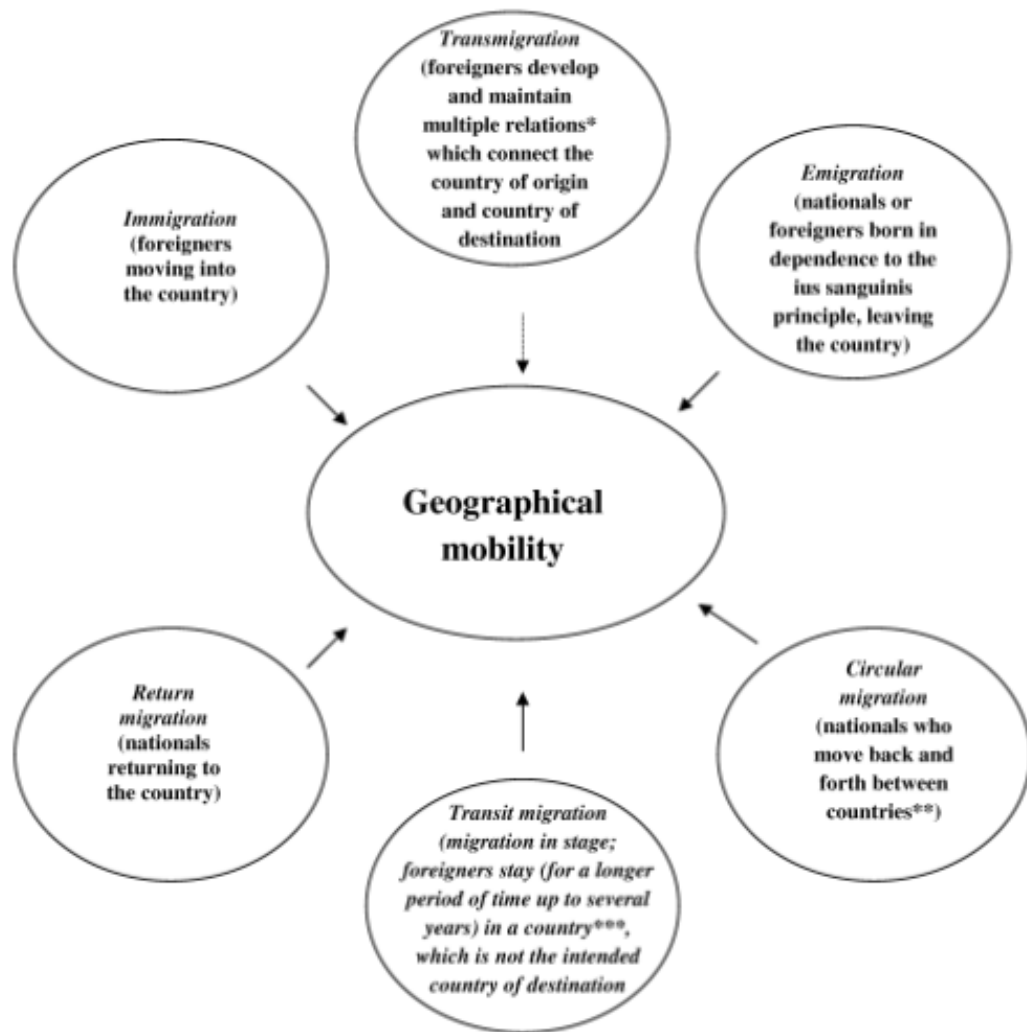 Transmigration
(foreigners develop
and maintain
multiple relations*
which connect the
country of origin
and country of
destination
Immigration
(foreigners
moving into
the country)
Emigration
(nationals or
foreigners born in
dependence to the
ius sanguinis
principle, leaving
the country)
Geographical
mobility
Return
migration
(nationals
returning to
the country)
Circular
migration
(nationals who
move back and
forth between
countries**)
Transit migration
(migration in stage;
foreigners stay (for a longer
period of time up to several
years) in a country***,
which is not the intended
country of destination